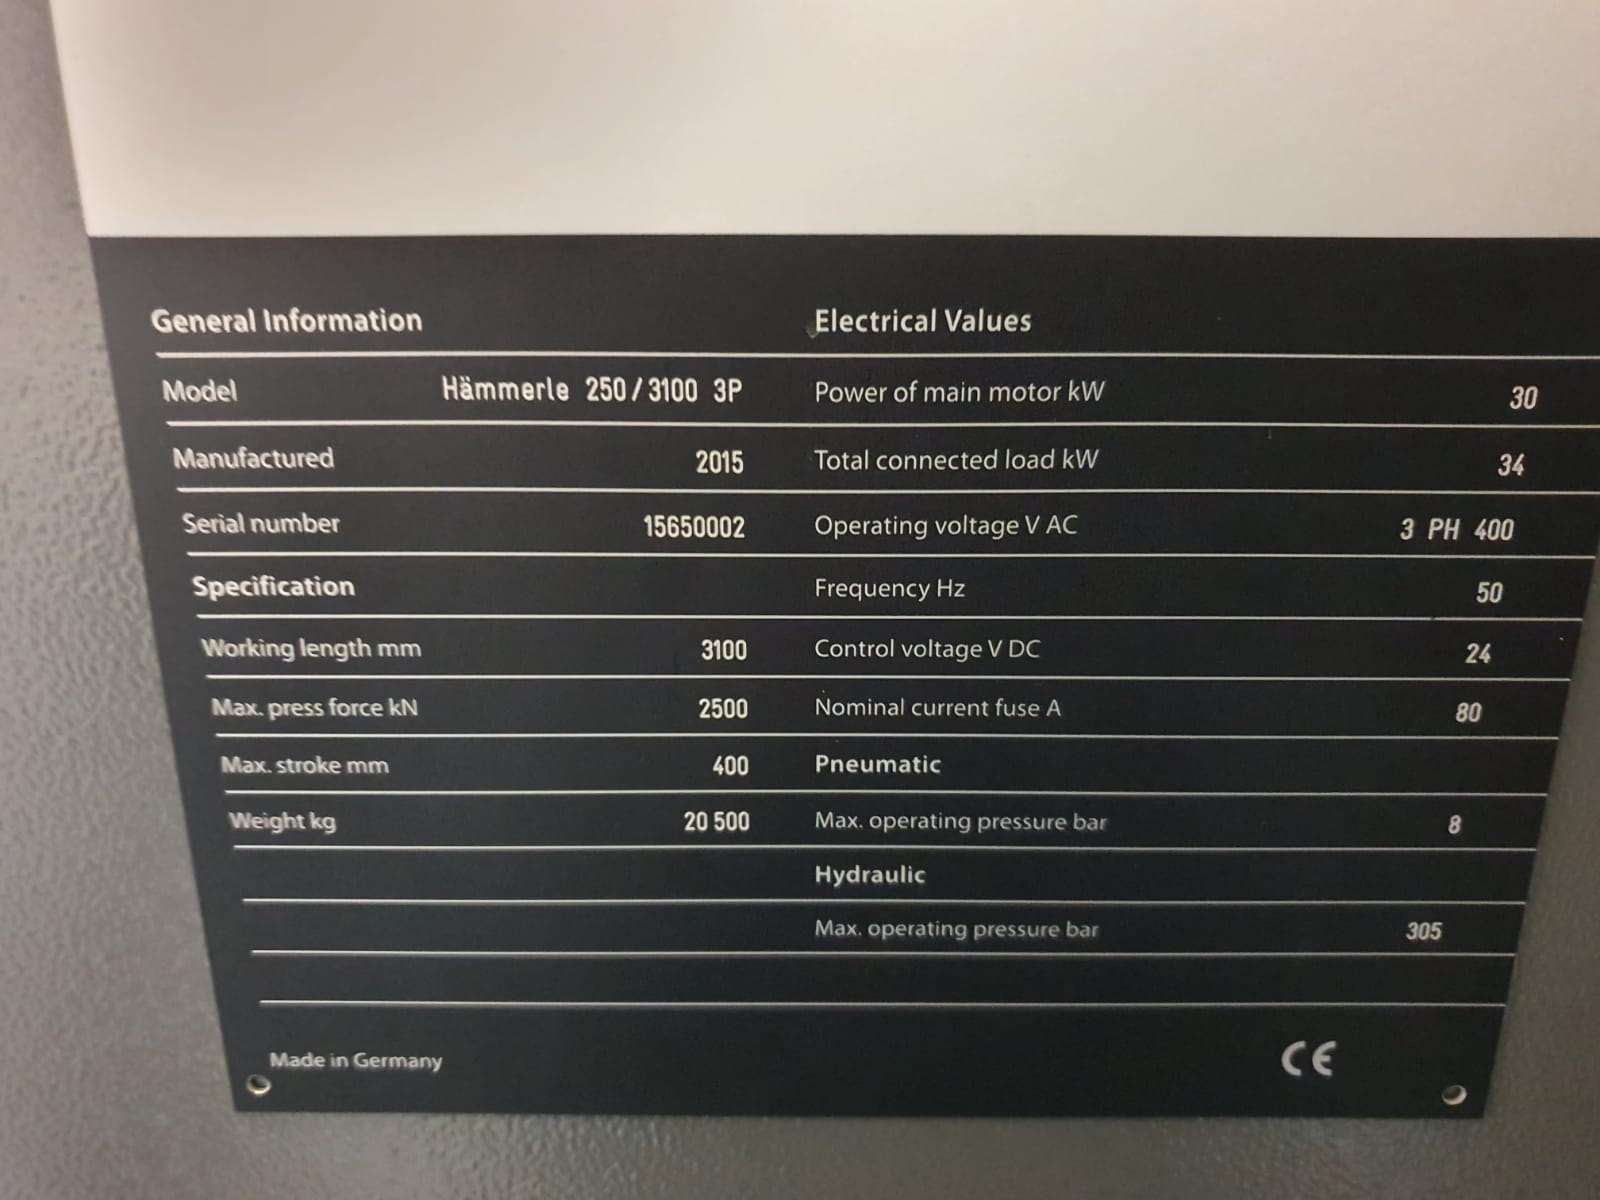 General Information
Model Hämmerle 250/3100 3P
Manufactured 2015
Serial number 15650002
Specification
Working length mm 3100
Max. press force kN 2500
Max. stroke mm 400
Weight kg 20 500
Electrical Values
Power of main motor kW 30
Total connected load kW 34
Operating voltage V AC 3 PH 400
Frequency Hz 50
Control voltage V DC 24
Nominal current fuse A 80
Pneumatic
Max. operating pressure bar 8
Hydraulic
Max. operating pressure bar 305
Made in Germany
CE